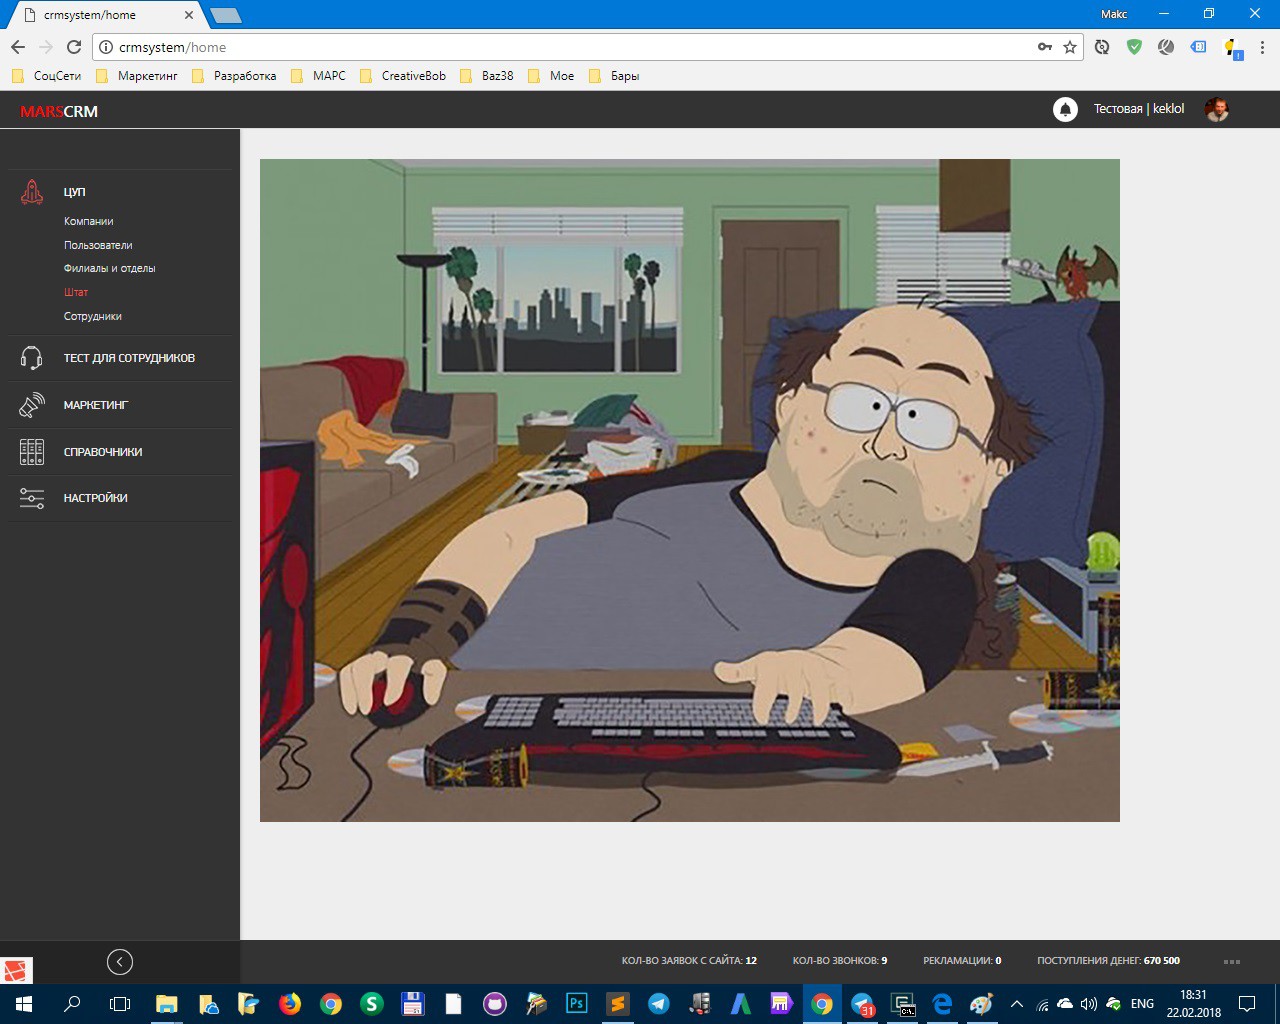 crmsystem/home
Макс
crmsystem/home
СоцСети
Маркетинг
Разработка
МАРС
CreativeBob
Baz38
Мое
Бары
MARSCRM
Тестовая | keklol
ЦУП
Компании
Пользователи
Филиалы и отделы
Штат
Сотрудники
ТЕСТ ДЛЯ СОТРУДНИКОВ
МАРКЕТИНГ
СПРАВОЧНИКИ
НАСТРОЙКИ
КОЛ-ВО ЗАЯВОК С САЙТА: 12
КОЛ-ВО ЗВОНКОВ: 9
РЕКЛАМАЦИИ: 0
ПОСТУПЛЕНИЯ ДЕНЕГ: 670 500
Ps
31
ENG
18:31
22.02.2018